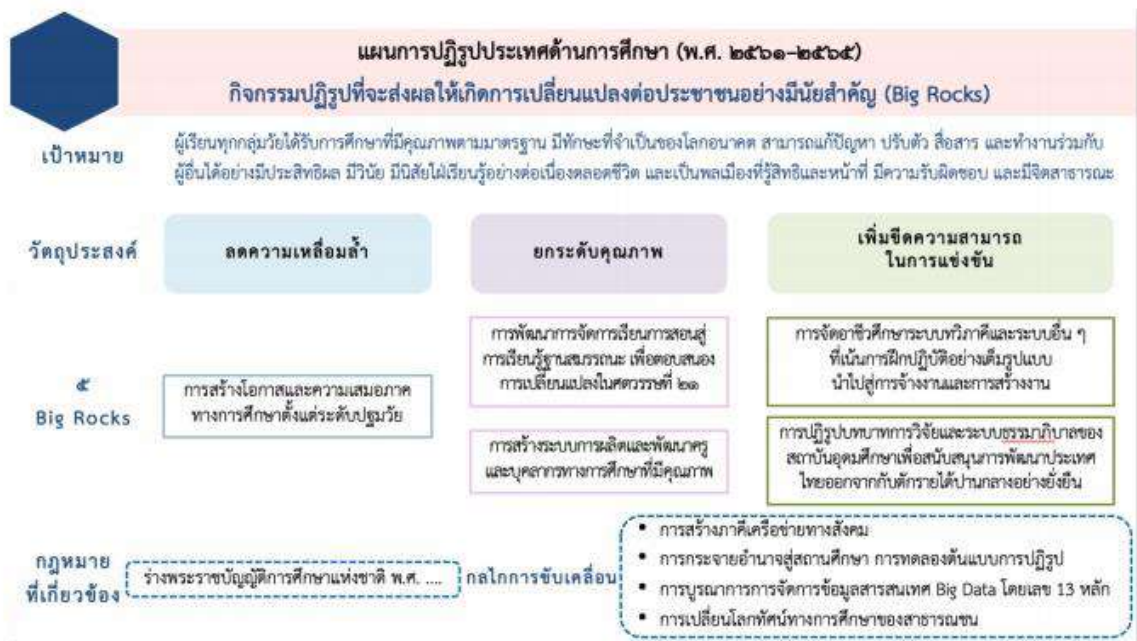 แผนการปฏิรูปประเทศด้านการศึกษา (พ.ศ. ๒๕๖๑-๒๕๖๕)
กิจกรรมปฏิรูปที่จะส่งผลให้เกิดการเปลี่ยนแปลงต่อประชาชนอย่างมีนัยสำคัญ (Big Rocks)
เป้าหมาย
ผู้เรียนทุกกลุ่มวัยได้รับการศึกษาที่มีคุณภาพตามมาตรฐาน มีทักษะที่จำเป็นของโลกอนาคต สามารถแก้ปัญหา ปรับตัว สื่อสาร และทำงานร่วมกับ
ผู้อื่นได้อย่างมีประสิทธิผล มีวินัย มีนิสัยใฝ่เรียนรู้อย่างต่อเนื่องตลอดชีวิต และเป็นพลเมืองที่รู้สิทธิและหน้าที่ มีความรับผิดชอบ และมีจิตสาธารณะ
วัตถุประสงค์
ลดความเหลื่อมล้ำ
ยกระดับคุณภาพ
เพิ่มขีดความสามารถ
ในการแข่งขัน
๕
Big Rocks
การสร้างโอกาสและความเสมอภาค
ทางการศึกษาตั้งแต่ระดับปฐมวัย
การพัฒนาการจัดการเรียนการสอนสู่
การเรียนรู้ฐานสมรรถนะ เพื่อตอบสนอง
การเปลี่ยนแปลงในศตวรรษที่ ๒๑
การสร้างระบบการผลิตและพัฒนาครู
และบุคลากรทางการศึกษาที่มีคุณภาพ
การจัดอาชีวศึกษาระบบทวิภาคีและระบบอื่น ๆ
ที่เน้นการฝึกปฏิบัติอย่างเต็มรูปแบบ
นำไปสู่การจ้างงานและการสร้างงาน
การปฏิรูปบทบาทการวิจัยและระบบธรรมาภิบาลของ
สถาบันอุดมศึกษาเพื่อสนับสนุนการพัฒนาประเทศ
ไทยออกจากกับดักรายได้ปานกลางอย่างยั่งยืน
กฎหมาย
ที่เกี่ยวข้อง
ร่างพระราชบัญญัติการศึกษาแห่งชาติ พ.ศ. ....
กลไกการขับเคลื่อน
▪ การสร้างภาคีเครือข่ายทางสังคม
▪ การกระจายอำนาจสู่สถานศึกษา การทดลองต้นแบบการปฏิรูป
▪ การบูรณาการการจัดการข้อมูลสารสนเทศ Big Data โดยเลข 13 หลัก
▪ การเปลี่ยนโลกทัศน์ทางการศึกษาของสาธารณชน